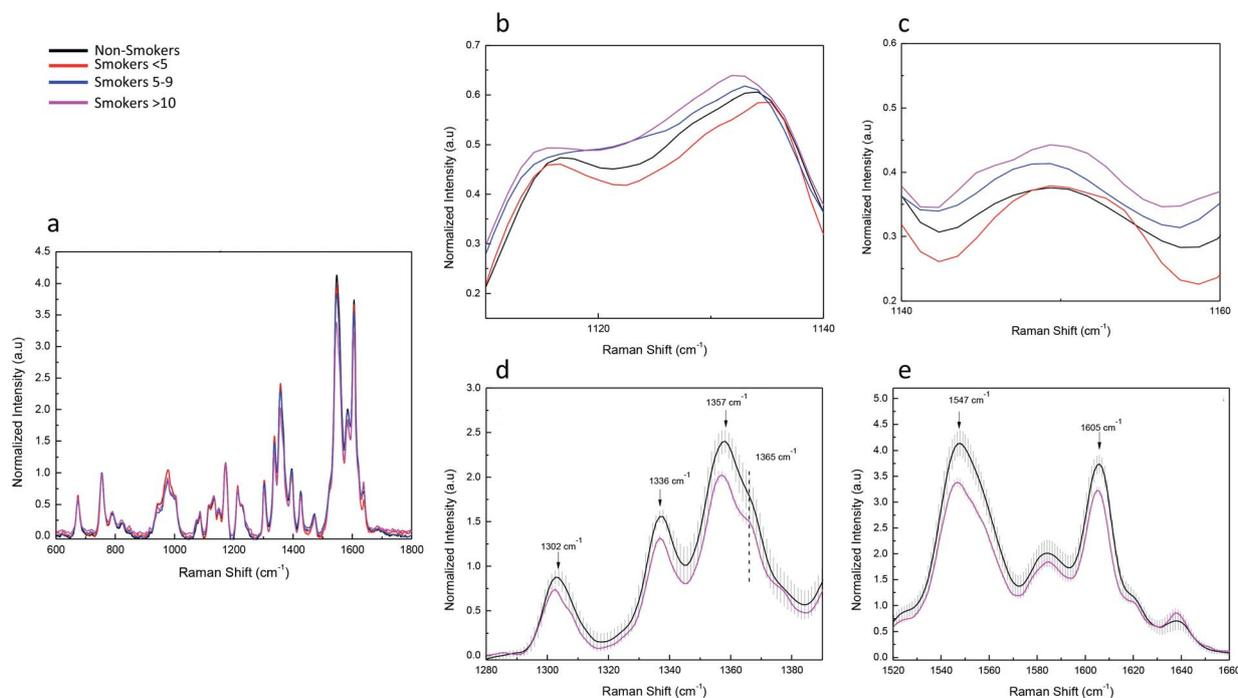 Non-Smokers
Smokers <5
Smokers 5-9
Smokers >10
a
Normalized Intensity (a.u)
4.5
4.0
3.5
3.0
2.5
2.0
1.5
1.0
0.5
0.0
600 800 1000 1200 1400 1600 1800
Raman Shift (cm⁻¹)
b
Normalized Intensity (a.u)
0.7
0.6
0.5
0.4
0.3
0.2
1120 1140
Raman Shift (cm⁻¹)
c
Normalized Intensity (a.u)
0.6
0.5
0.4
0.3
0.2
1140 1160
Raman Shift (cm⁻¹)
d
Normalized Intensity (a.u)
3.0
2.5
2.0
1.5
1.0
0.5
0.0
1302 cm⁻¹
1336 cm⁻¹
1357 cm⁻¹
1365 cm⁻¹
1280 1300 1320 1340 1360 1380
Raman Shift (cm⁻¹)
e
Normalized Intensity (a.u)
5.0
4.5
4.0
3.5
3.0
2.5
2.0
1.5
1.0
0.5
0.0
1547 cm⁻¹
1605 cm⁻¹
1520 1540 1560 1580 1600 1620 1640 1660
Raman Shift (cm⁻¹)